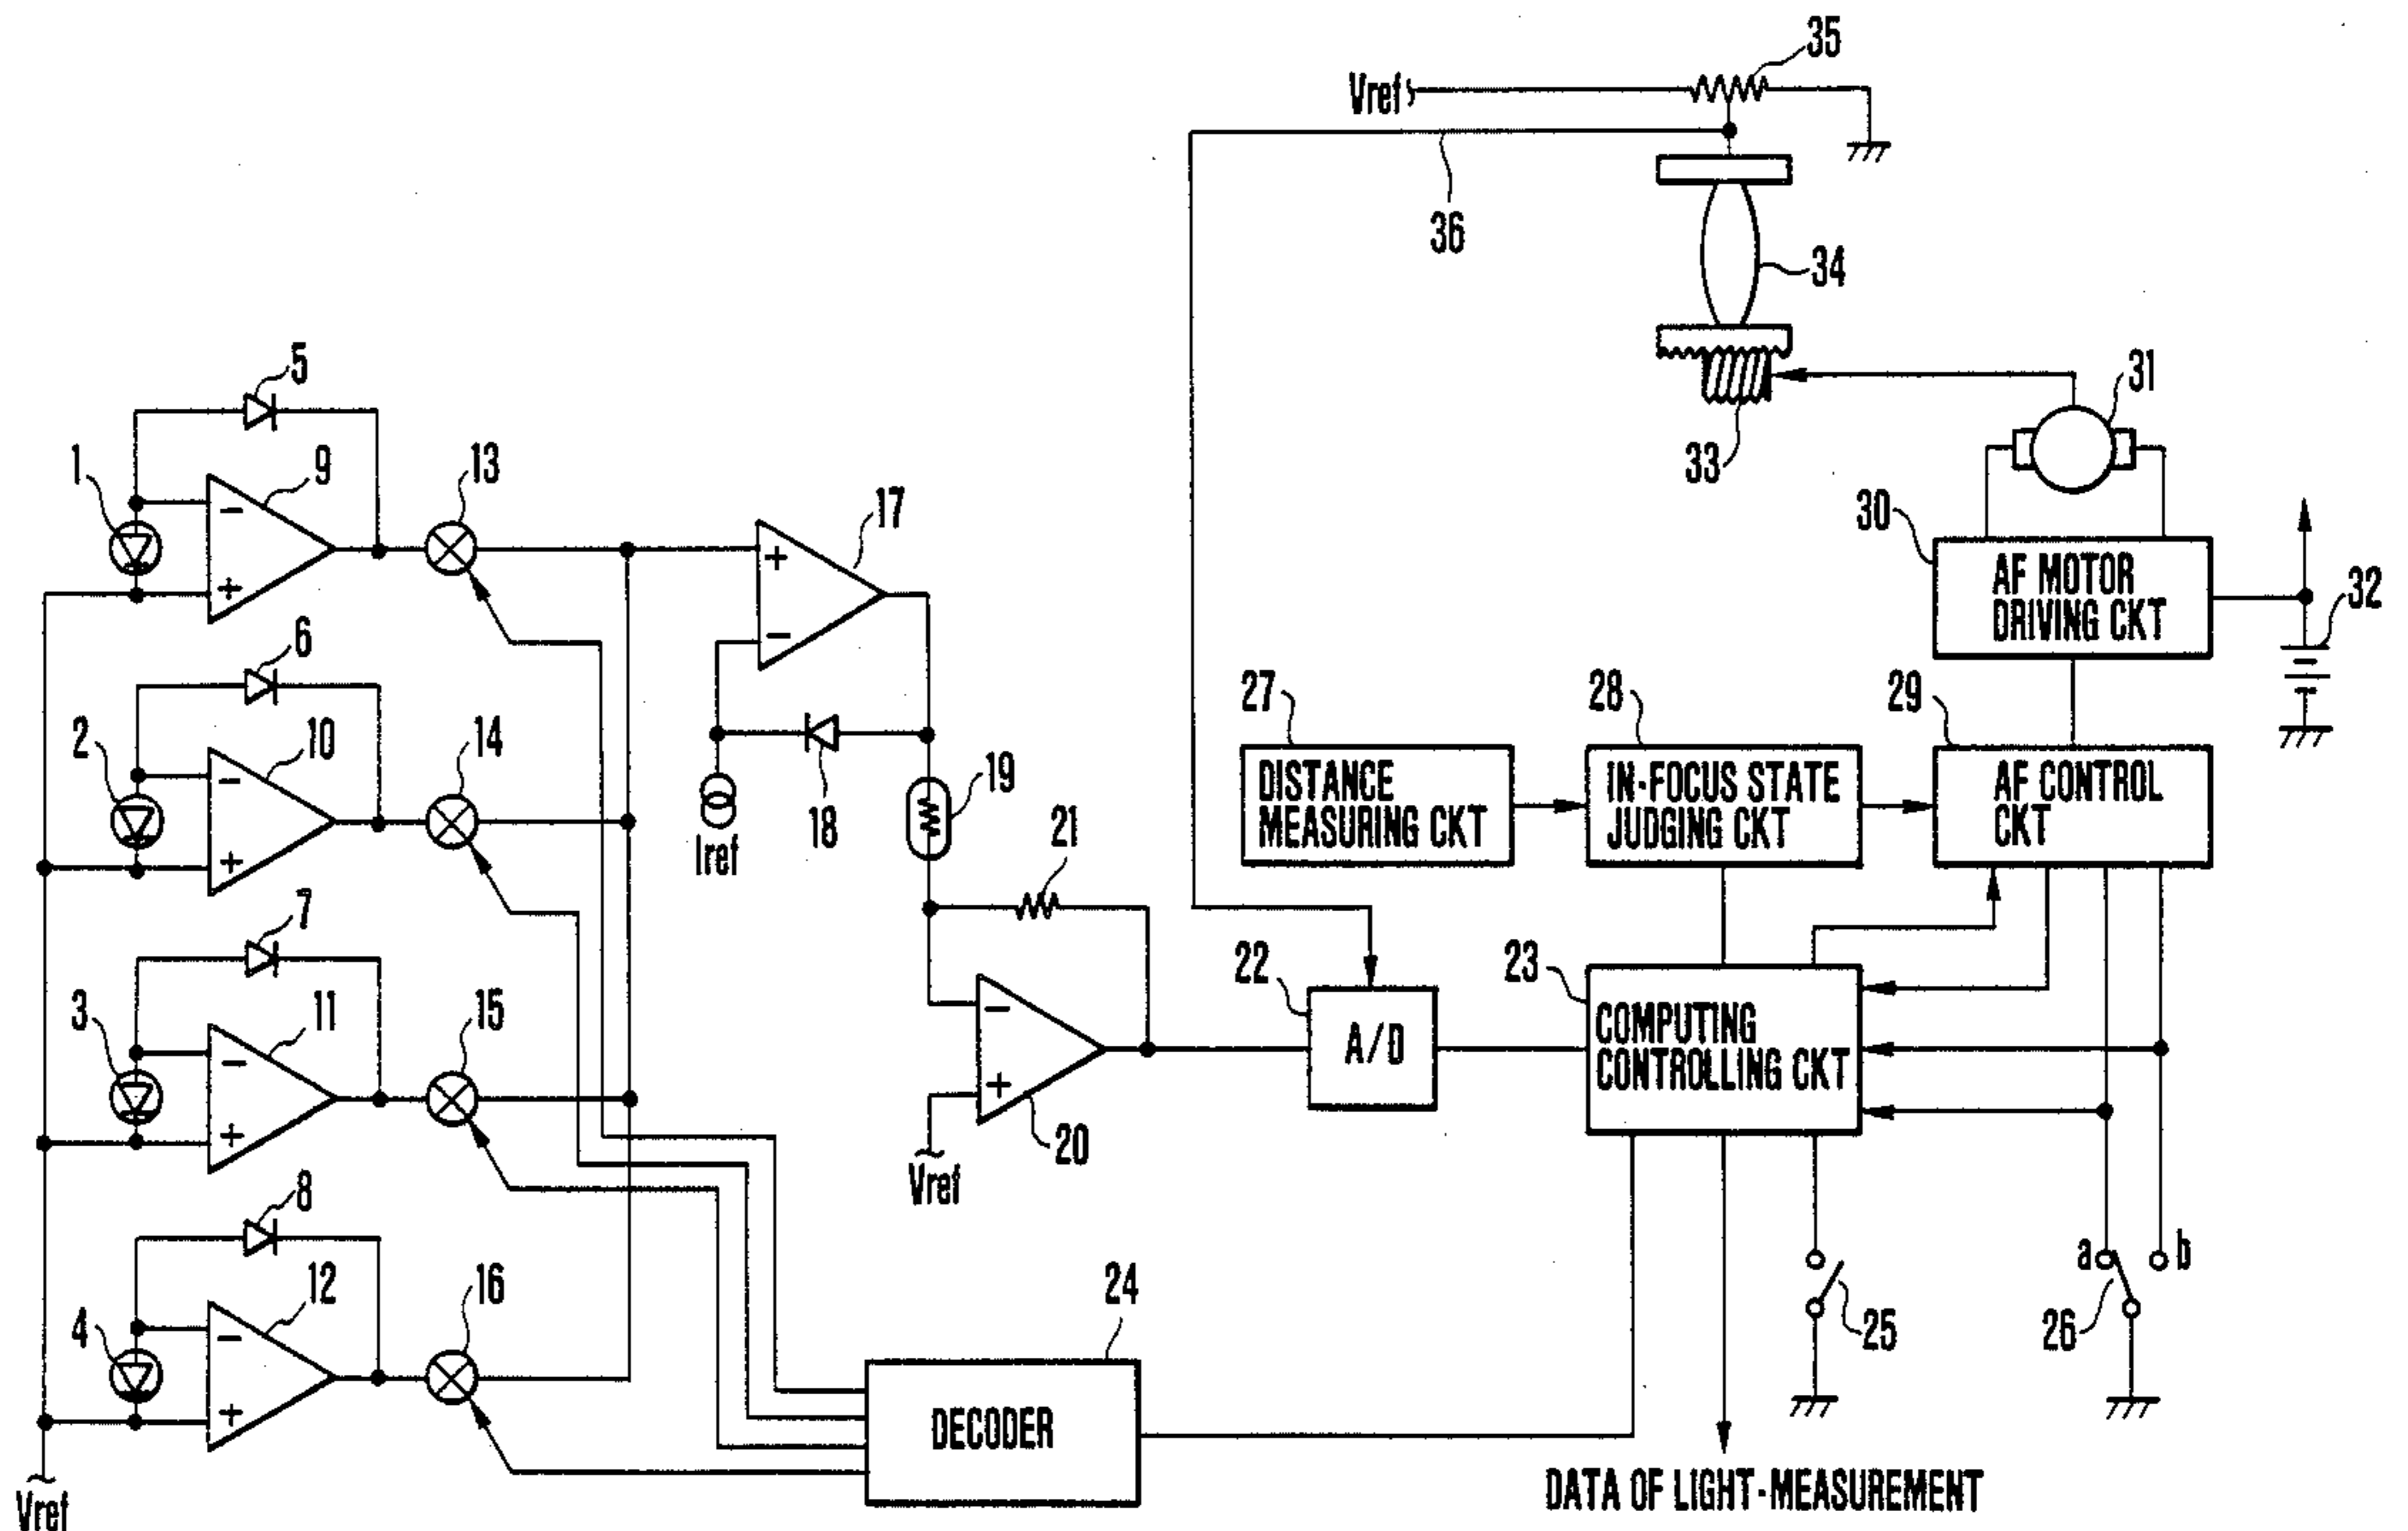 35
Vref
36
34
5
31
1
9
13
33
17
30
AF MOTOR
DRIVING CKT
32
+
-
-
+
6
27
28
29
2
10
14
19
DISTANCE
MEASURING CKT
IN-FOCUS STATE
JUDGING CKT
AF CONTROL
CKT
-
18
21
Iref
+
7
22
23
3
11
15
-
COMPUTING
CONTROLLING CKT
A/D
-
+
20
+
Vref
8
a
b
4
12
16
24
25
26
-
+
DECODER
Vref
DATA OF LIGHT-MEASUREMENT